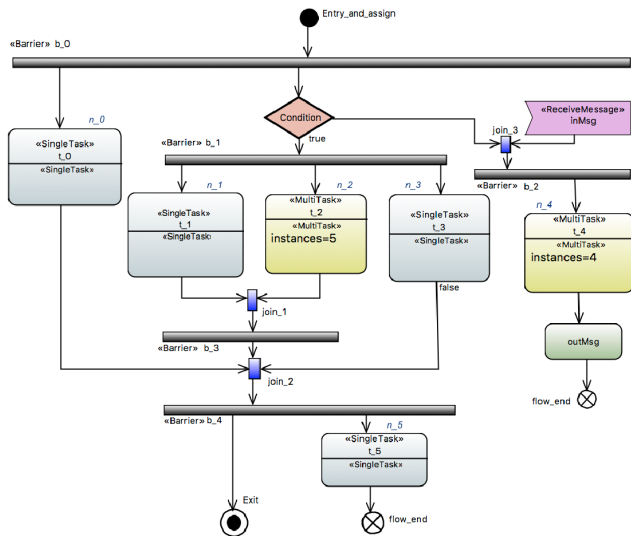 Entry_and_assign
«Barrier» b_0
n_0
«SingleTask»
t_0
«SingleTask»
Condition
true
«ReceiveMessage»
inMsg
join_3
«Barrier» b_1
«Barrier» b_2
n_1
«SingleTask»
t_1
«SingleTask»
n_2
«MultiTask»
t_2
«MultiTask»
instances=5
n_3
«SingleTask»
t_3
«SingleTask»
false
n_4
«MultiTask»
t_4
«MultiTask»
instances=4
join_1
«Barrier» b_3
join_2
outMsg
flow_end
«Barrier» b_4
n_5
«SingleTask»
t_5
«SingleTask»
Exit
flow_end